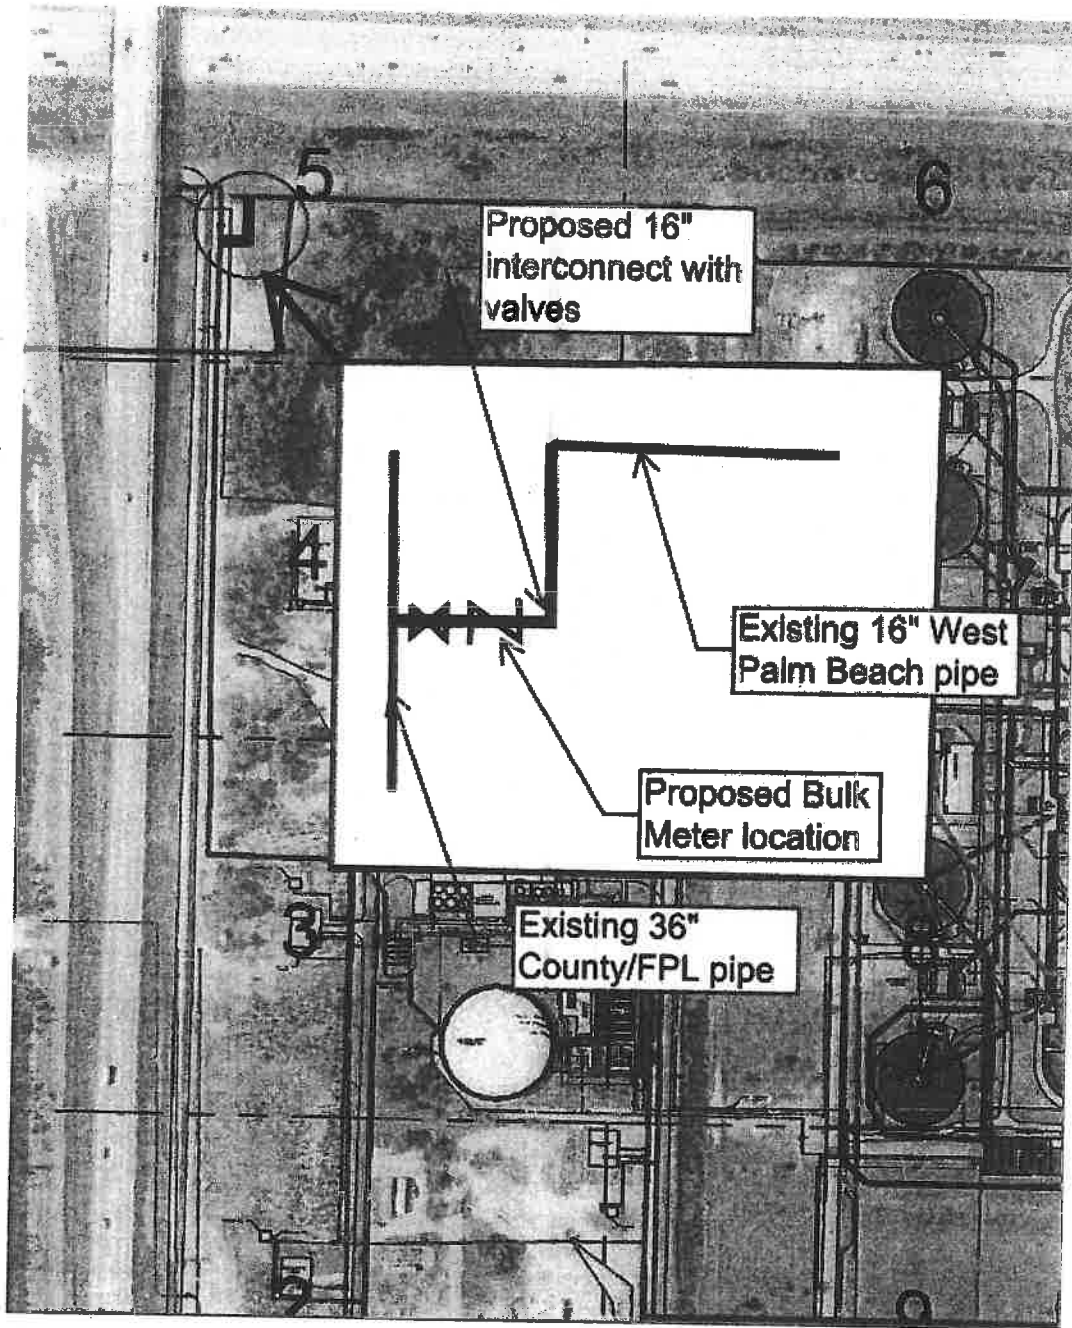 5
6
Proposed 16"
interconnect with
valves
4
Existing 16" West
Palm Beach pipe
Proposed Bulk
Meter location
3
Existing 36"
County/FPL pipe
2